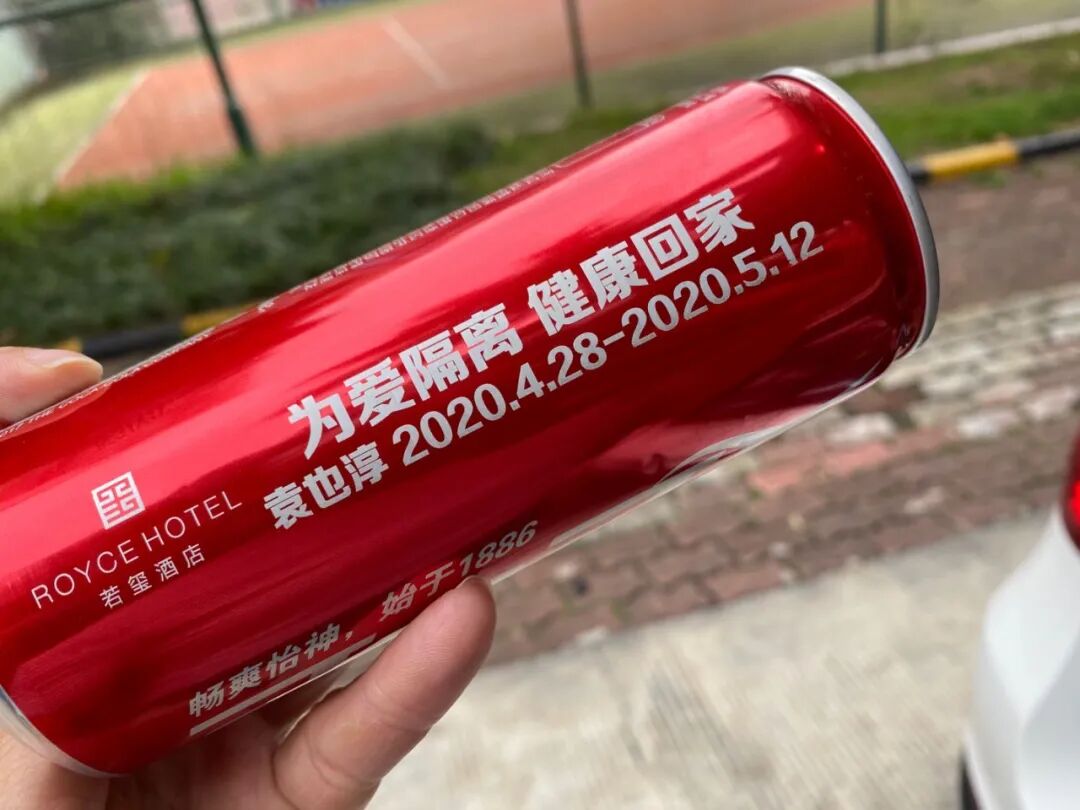 为爱隔离 健康回家
袁也淳 2020.4.28-2020.5.12
ROYCE HOTEL
若玺酒店
畅爽怡神，始于1886